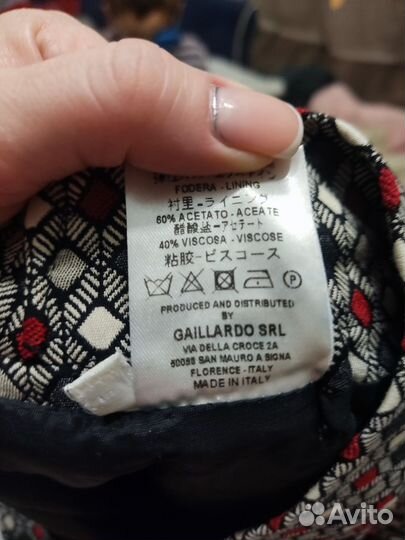 FODERA - LINING
衬里-ライニング
60% ACETATO - ACEATE
醋酸盐-アセテート
40% VISCOSA - VISCOSE
粘胶-ビスコース
P
PRODUCED AND DISTRIBUTED
BY
GAILLARDO SRL
VIA DELLA CROCE 2A
50058 SAN MAURO A SIGNA
FLORENCE - ITALY
MADE IN ITALY
Avito